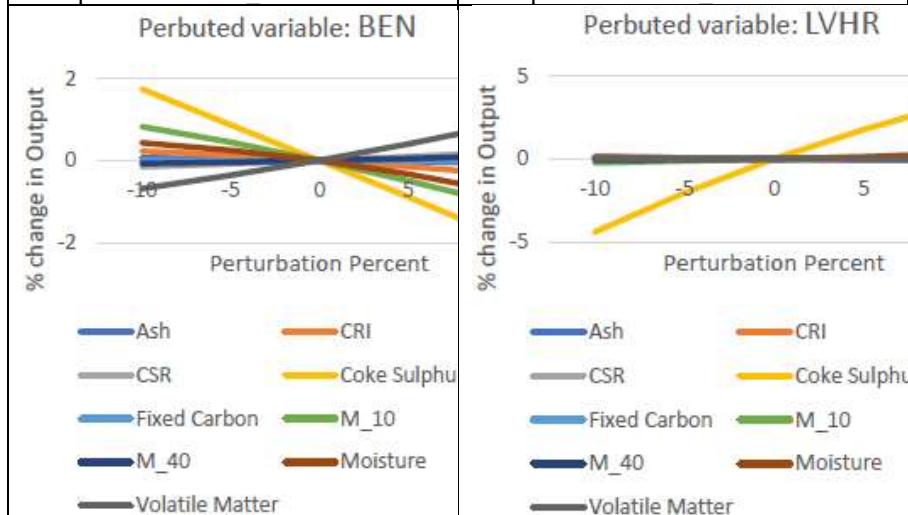 Perbuted variable: BEN
2
0
-2
-10
-5
0
5
% change in Output
Perturbation Percent
Ash
CRI
CSR
Coke Sulphu
Fixed Carbon
M_10
M_40
Moisture
Volatile Matter
Perbuted variable: LVHR
5
0
-5
-10
-5
0
5
% change in Output
Perturbation Percent
Ash
CRI
CSR
Coke Sulphu
Fixed Carbon
M_10
M_40
Moisture
Volatile Matter